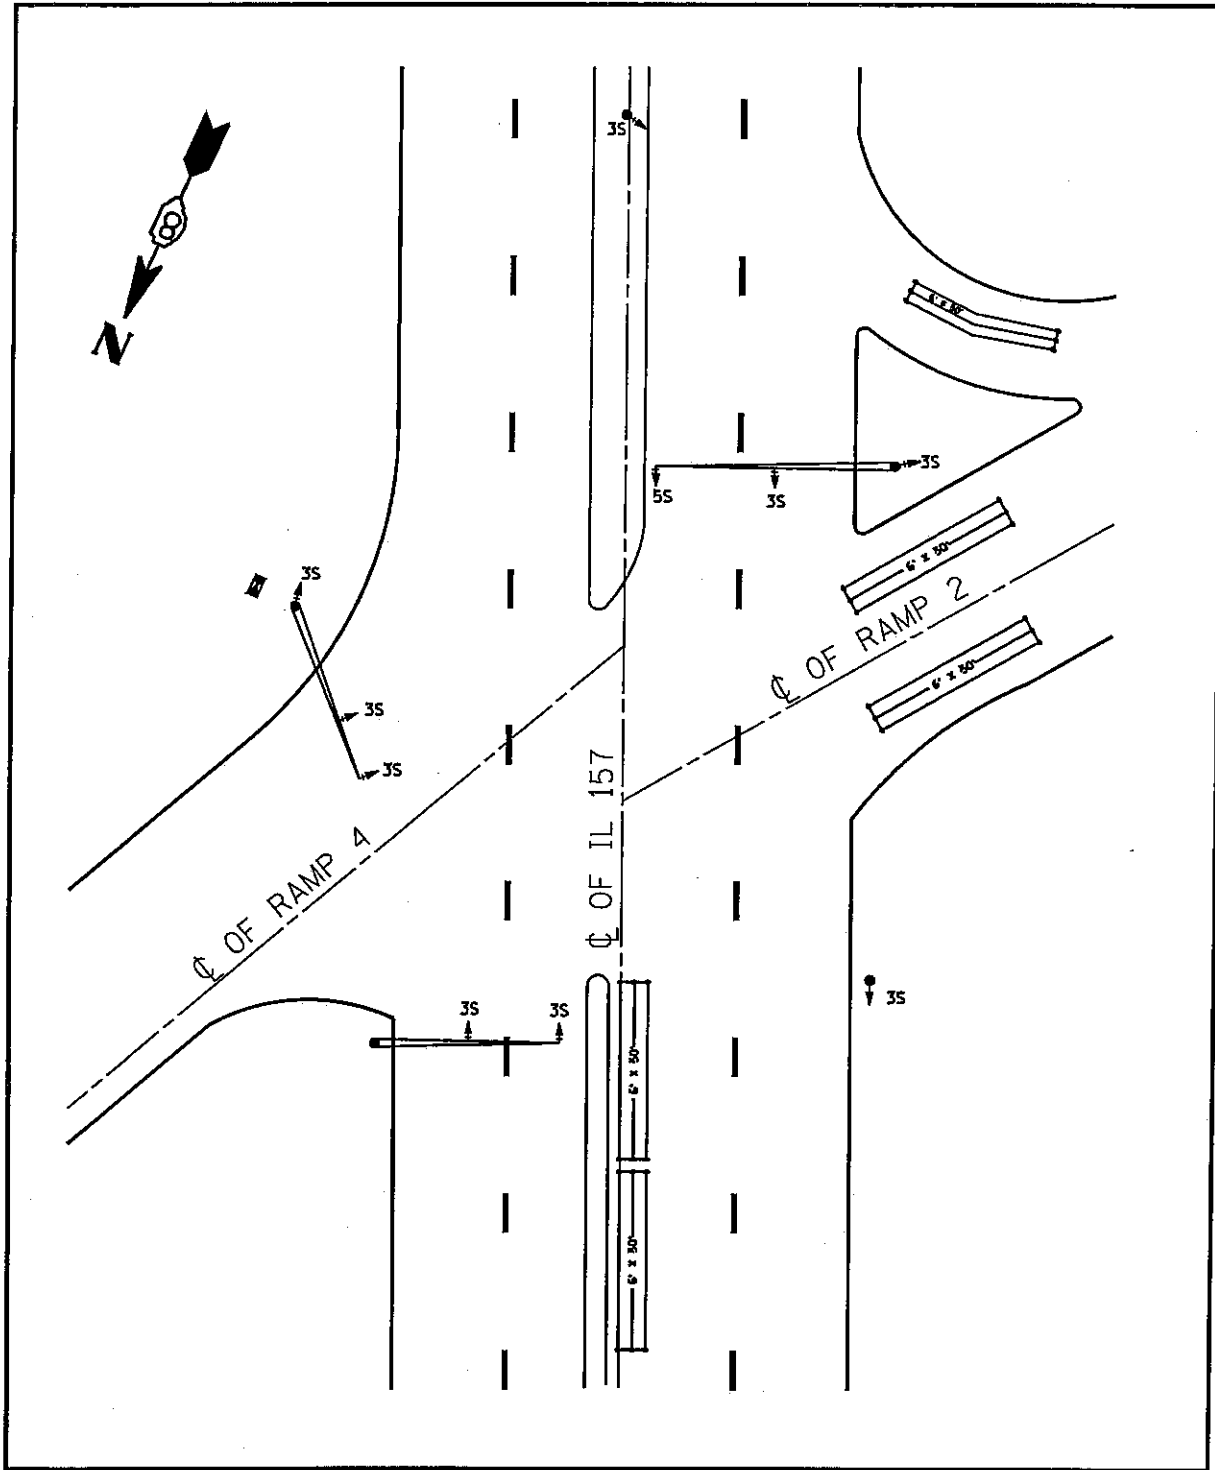 3S
N
6' x 50'
3S
5S
3S
3S
6' X 50'
℄ OF RAMP 2
6' X 50'
3S
3S
℄ OF IL 157
℄ OF RAMP 4
3S
3S
3S
6' X 50'
6' X 50'